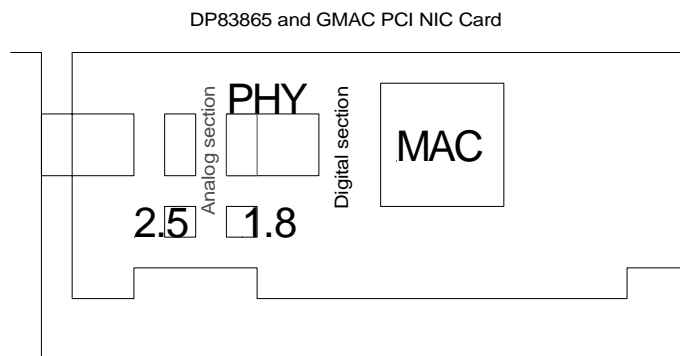 DP83865 and GMAC PCI NIC Card
PHY
Analog section
Digital section
MAC
2.5
1.8